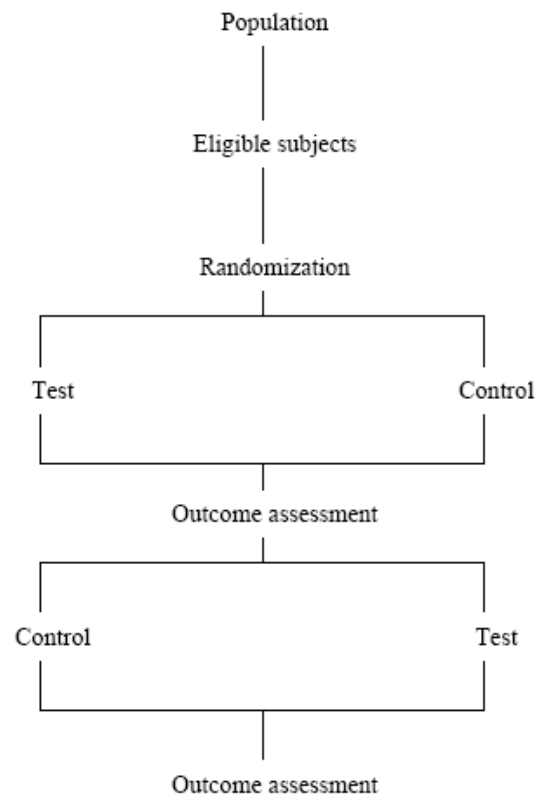 Population
Eligible subjects
Randomization
Test
Control
Outcome assessment
Control
Test
Outcome assessment